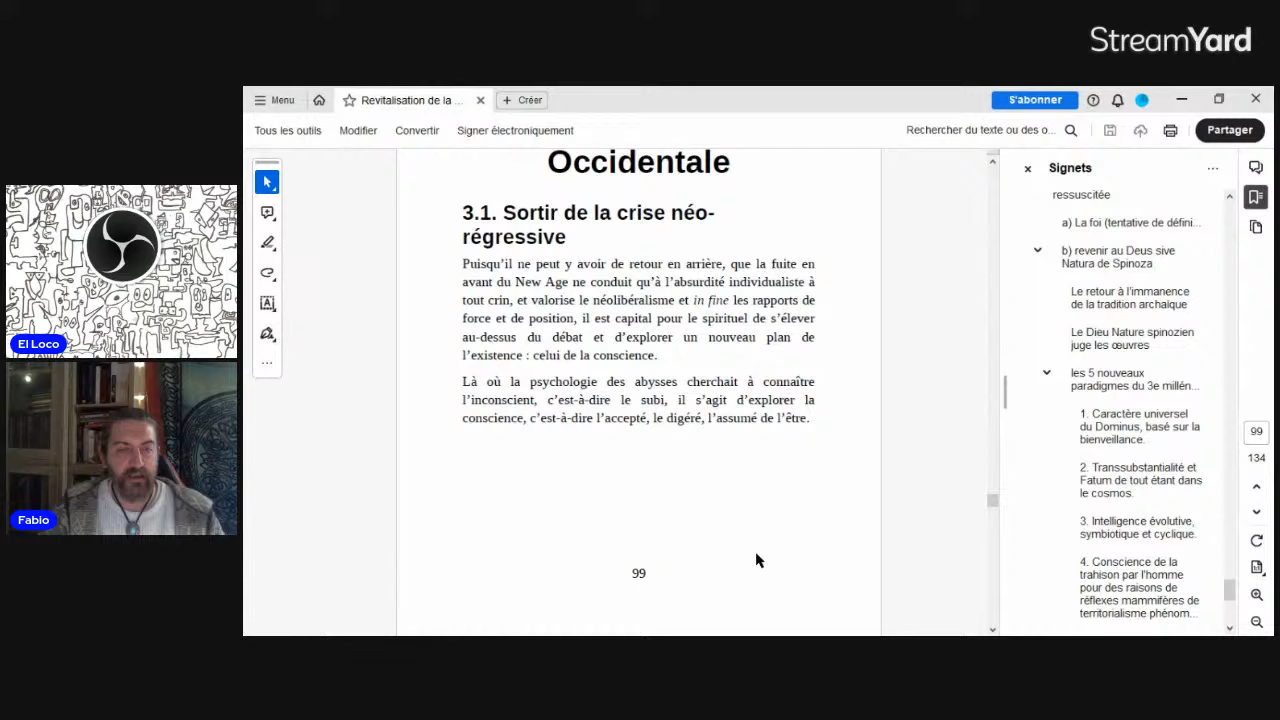 StreamYard
Menu
Revitalisation de la ...
Créer
S'abonner
Tous les outils
Modifier
Convertir
Signer électroniquement
Rechercher du texte ou des o...
Partager
Occidentale
3.1. Sortir de la crise néo-
régressive
Puisqu’il ne peut y avoir de retour en arrière, que la fuite en
avant du New Age ne conduit qu’à l’absurdité individualiste à
tout crin, et valorise le néolibéralisme et in fine les rapports de
force et de position, il est capital pour le spirituel de s’élever
au-dessus du débat et d’explorer un nouveau plan de
l’existence : celui de la conscience.
Là où la psychologie des abysses cherchait à connaître
l’inconscient, c’est-à-dire le subi, il s’agit d’explorer la
conscience, c’est-à-dire l’accepté, le digéré, l’assumé de l’être.
99
Signets
ressuscitée
a) La foi (tentative de défini...
b) revenir au Deus sive
Natura de Spinoza
Le retour à l'immanence
de la tradition archaïque
Le Dieu Nature spinozien
juge les œuvres
les 5 nouveaux
paradigmes du 3e millén...
1. Caractère universel
du Dominus, basé sur la
bienveillance.
2. Transsubstantialité et
Fatum de tout étant dans
le cosmos.
3. Intelligence évolutive,
symbiotique et cyclique.
4. Conscience de la
trahison par l'homme
pour des raisons de
réflexes mammifères de
territorialisme phénom...
99
134
El Loco
Fabio